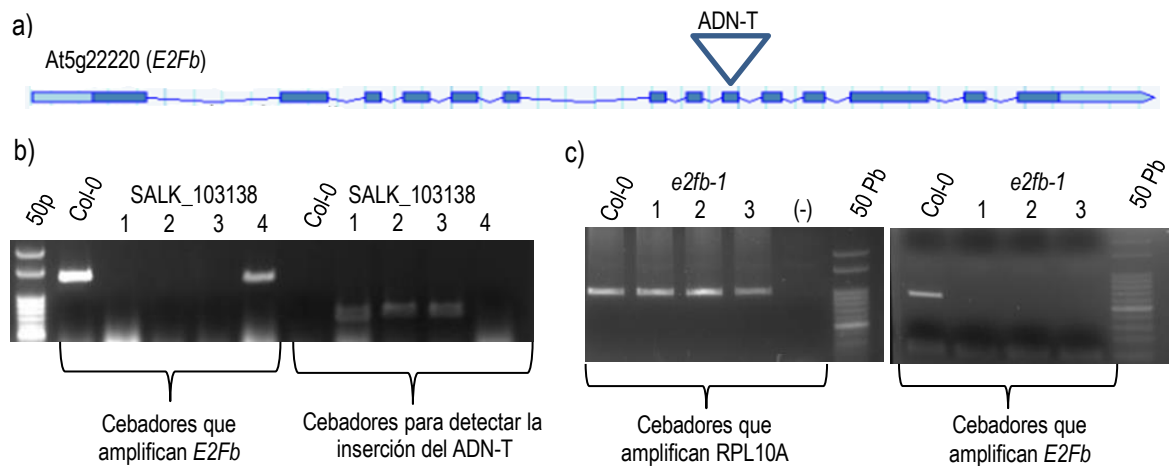 a)
ADN-T
At5g22220 (E2Fb)
b)
50p
Col-0
SALK_103138
1 2 3 4
Col-0
SALK_103138
1 2 3 4
Cebadores que
amplifican E2Fb
Cebadores para detectar la
inserción del ADN-T
c)
Col-0
e2fb-1
1 2 3
(-)
50 Pb
Col-0
e2fb-1
1 2 3
50 Pb
Cebadores que
amplifican RPL10A
Cebadores que
amplifican E2Fb